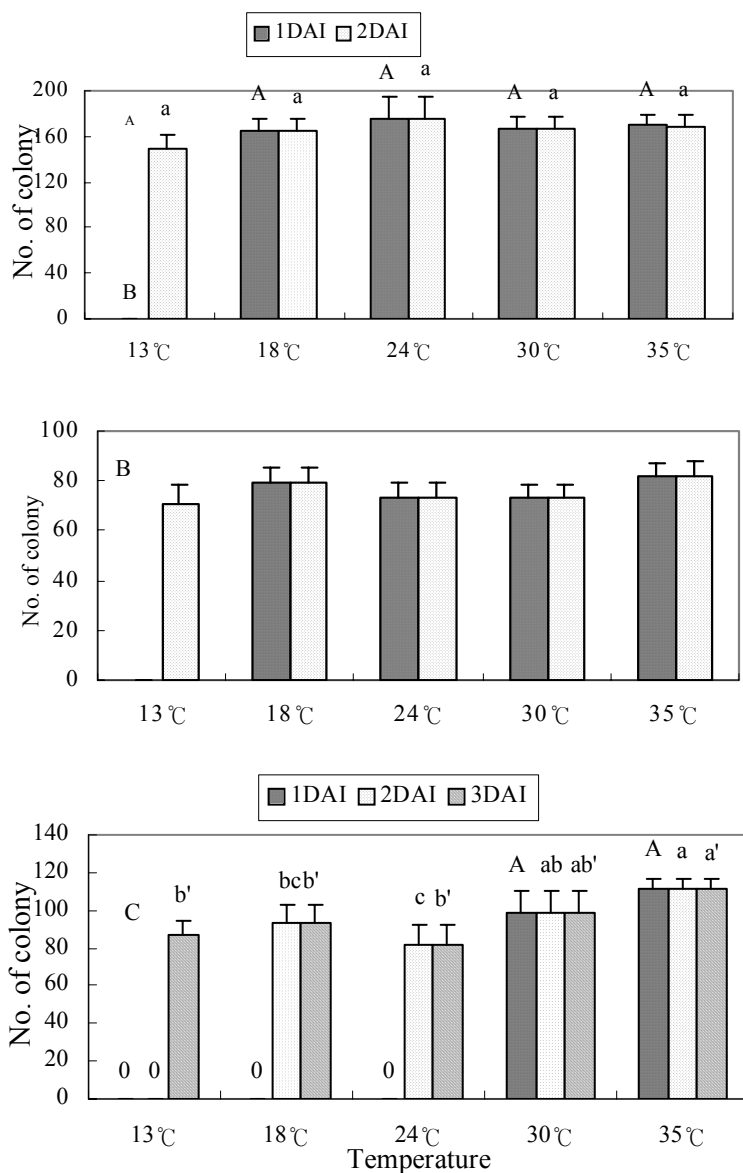 1DAI 2DAI
No. of colony
200
160
120
80
40
0
A
A a A a A a A a a
B
13℃ 18℃ 24℃ 30℃ 35℃
No. of colony
100
80
60
40
20
0
B
13℃ 18℃ 24℃ 30℃ 35℃
1DAI 2DAI 3DAI
No. of colony
140
120
100
80
60
40
20
0
C
b' bc b' c b' A ab ab' A a a'
0 0 0 0
13℃ 18℃ 24℃ 30℃ 35℃
Temperature